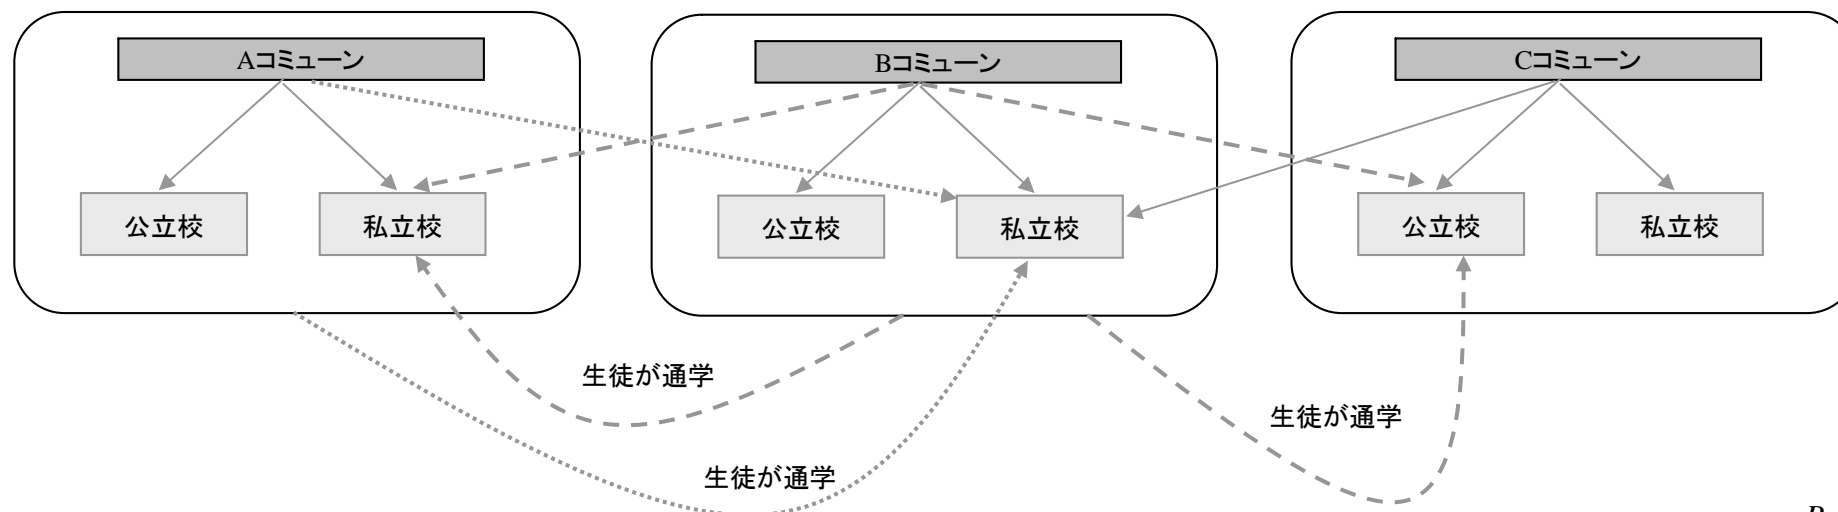 Aコミューン
Bコミューン
Cコミューン
公立校
私立校
公立校
私立校
公立校
私立校
生徒が通学
生徒が通学
生徒が通学